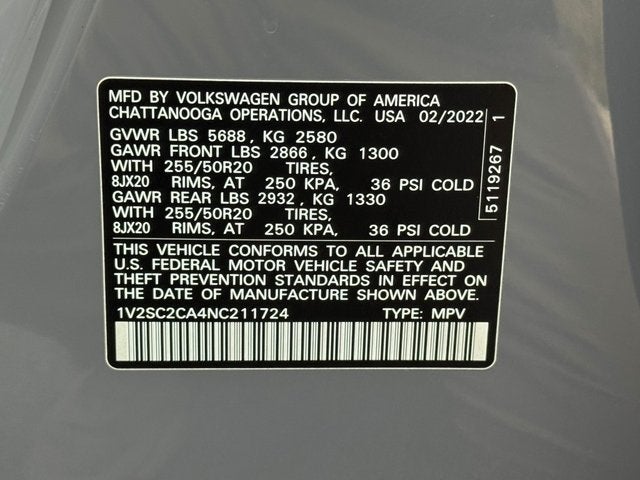 MFD BY VOLKSWAGEN GROUP OF AMERICA
CHATTANOOGA OPERATIONS, LLC. USA 02/2022
GVWR LBS 5688, KG 2580
GAWR FRONT LBS 2866, KG 1300
WITH 255/50R20 TIRES,
8JX20 RIMS, AT 250 KPA, 36 PSI COLD
GAWR REAR LBS 2932, KG 1330
WITH 255/50R20 TIRES,
8JX20 RIMS, AT 250 KPA, 36 PSI COLD
THIS VEHICLE CONFORMS TO ALL APPLICABLE
U.S. FEDERAL MOTOR VEHICLE SAFETY AND
THEFT PREVENTION STANDARDS IN EFFECT ON
THE DATE OF MANUFACTURE SHOWN ABOVE.
1V2SC2CA4NC211724 TYPE: MPV
5119267 1